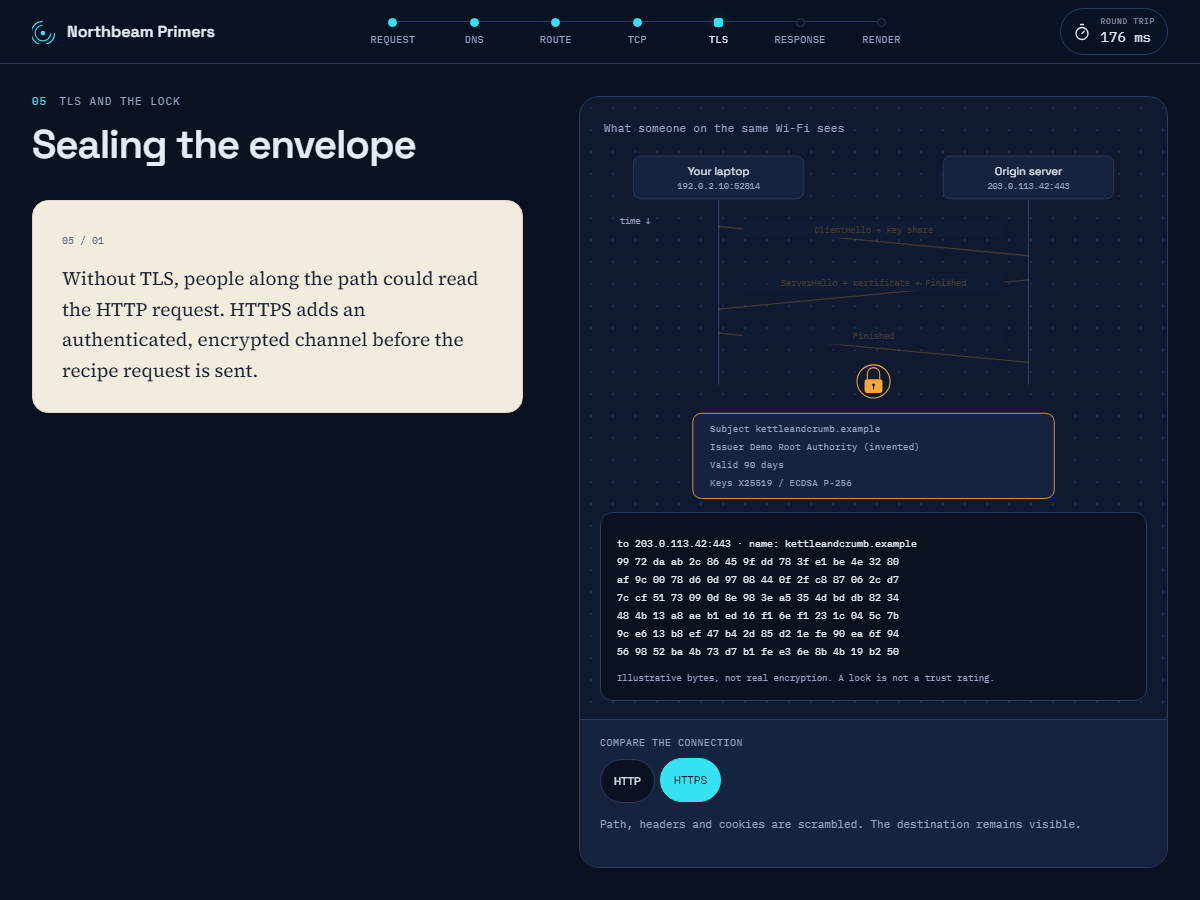 Northbeam Primers
REQUEST
DNS
ROUTE
TCP
TLS
RESPONSE
RENDER
ROUND TRIP
176 ms
05 TLS AND THE LOCK
Sealing the envelope
05 / 01
Without TLS, people along the path could read
the HTTP request. HTTPS adds an
authenticated, encrypted channel before the
recipe request is sent.
What someone on the same Wi-Fi sees
Your laptop
192.0.2.10:52814
Origin server
203.0.113.42:443
time ↓
ClientHello + key share
ServerHello + certificate + Finished
Finished
Subject kettleandcrumb.example
Issuer Demo Root Authority (invented)
Valid 90 days
Keys X25519 / ECDSA P-256
to 203.0.113.42:443 · name: kettleandcrumb.example
99 72 da ab 2c 86 45 9f dd 78 3f e1 be 4e 32 80
af 9c 00 78 d6 0d 97 08 44 0f 2f c8 87 06 2c d7
7c cf 51 73 09 0d 8e 98 3e a5 35 4d bd db 82 34
48 4b 13 a8 ae b1 ed 16 f1 6e f1 23 1c 04 5c 7b
9c e6 13 b8 ef 47 b4 2d 85 d2 1e fe 90 ea 6f 94
56 98 52 ba 4b 73 d7 b1 fe e3 6e 8b 4b 19 b2 50
Illustrative bytes, not real encryption. A lock is not a trust rating.
COMPARE THE CONNECTION
HTTP
HTTPS
Path, headers and cookies are scrambled. The destination remains visible.